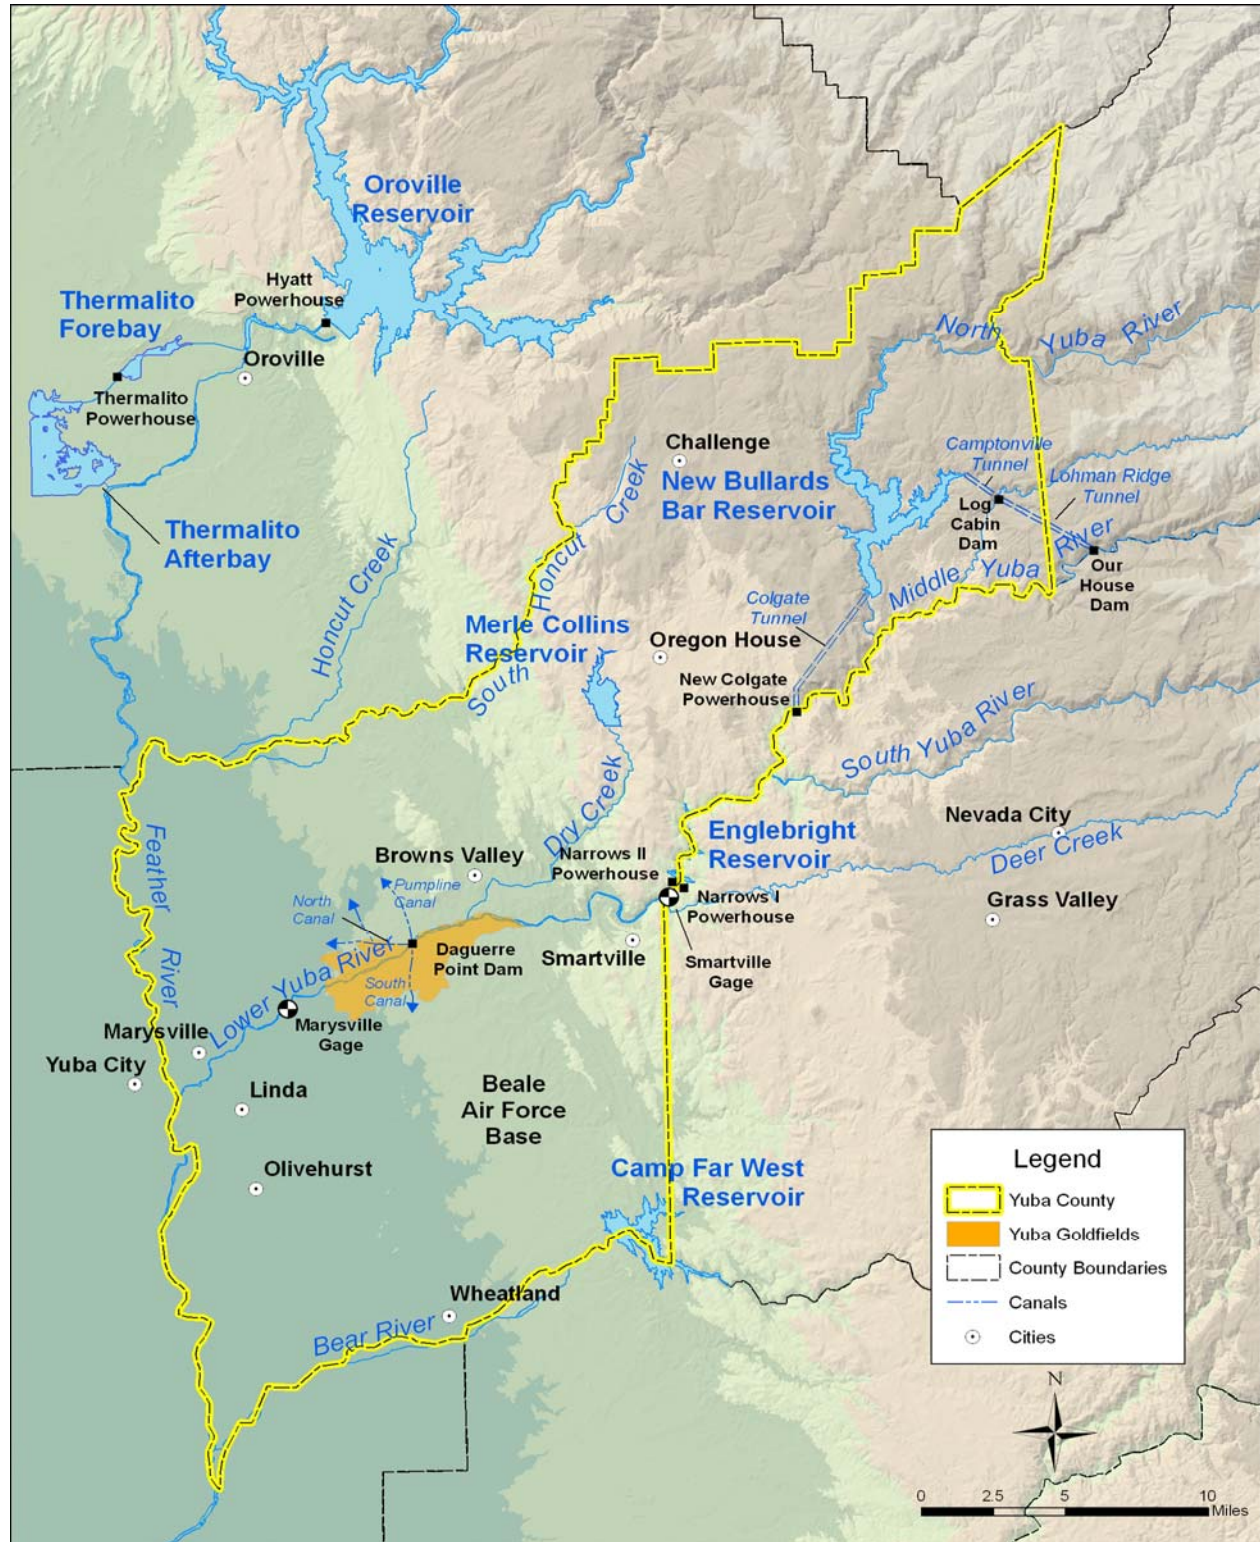 Oroville
Reservoir
Hyatt
Powerhouse
Thermalito
Forebay
Oroville
Thermalito
Powerhouse
Thermalito
Afterbay
North
Yuba River
Challenge
New Bullards
Bar Reservoir
Camptonville
Tunnel
Lohman Ridge
Tunnel
Log
Cabin
Dam
Our
House
Dam
Middle Yuba River
Colgate
Tunnel
South Honcut Creek
Honcut Creek
Merle Collins
Reservoir
Oregon House
New Colgate
Powerhouse
South Yuba River
Nevada City
Deer Creek
Grass Valley
Englebright
Reservoir
Dry Creek
Browns Valley
Narrows II
Powerhouse
Narrows I
Powerhouse
Pumpline
Canal
North
Canal
Daguerre
Point Dam
South
Canal
Smartville
Smartville
Gage
Feather River
Lower Yuba River
Marysville
Gage
Marysville
Yuba City
Linda
Olivehurst
Beale
Air Force
Base
Camp Far West
Reservoir
Wheatland
Bear River
Legend
Yuba County
Yuba Goldfields
County Boundaries
Canals
Cities
N
0 2.5 5 10
Miles